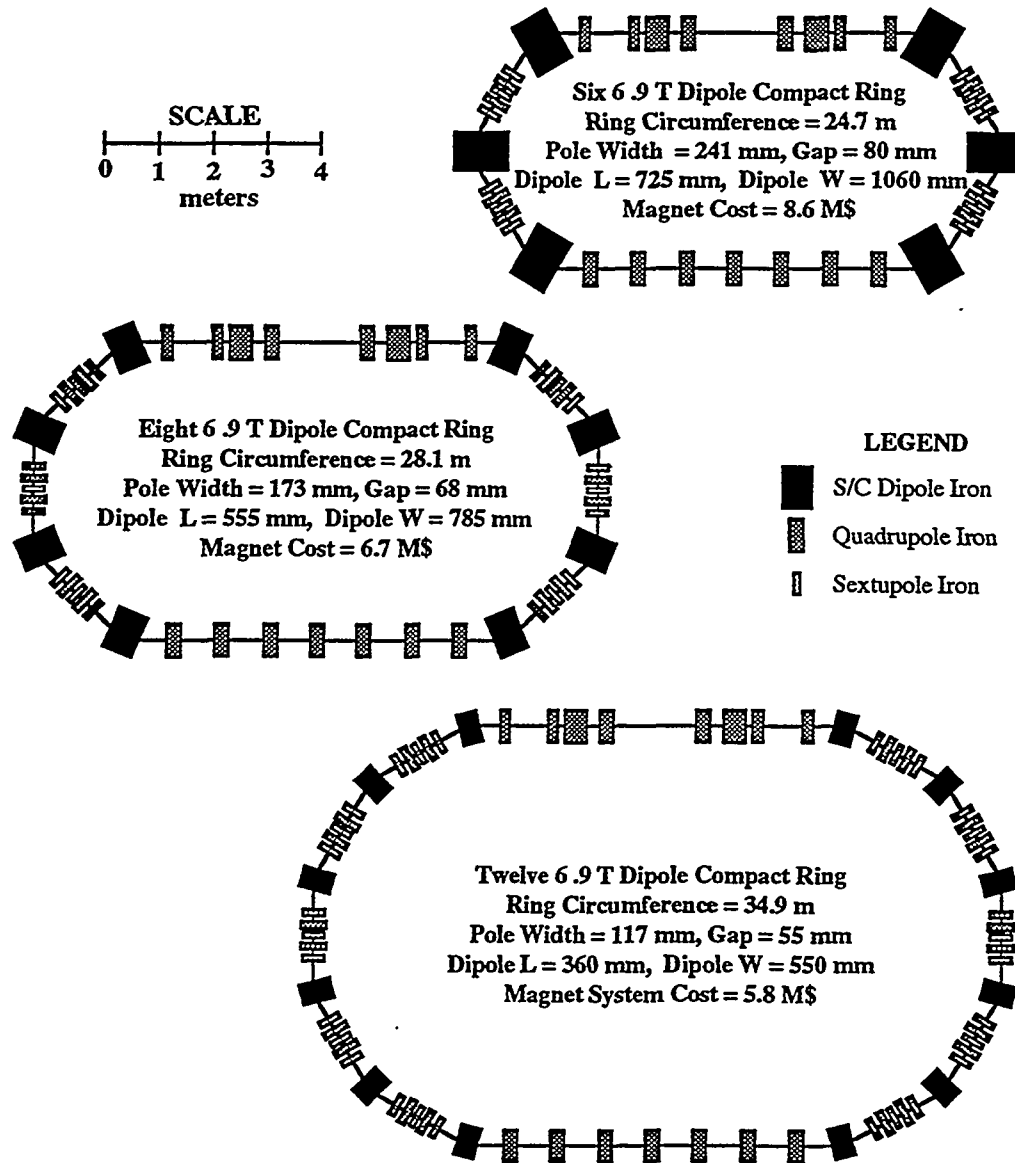 Six 6 .9 T Dipole Compact Ring
Ring Circumference = 24.7 m
Pole Width = 241 mm, Gap = 80 mm
Dipole L = 725 mm, Dipole W = 1060 mm
Magnet Cost = 8.6 M$
SCALE
0 1 2 3 4
meters
Eight 6 .9 T Dipole Compact Ring
Ring Circumference = 28.1 m
Pole Width = 173 mm, Gap = 68 mm
Dipole L = 555 mm, Dipole W = 785 mm
Magnet Cost = 6.7 M$
LEGEND
S/C Dipole Iron
Quadrupole Iron
Sextupole Iron
Twelve 6 .9 T Dipole Compact Ring
Ring Circumference = 34.9 m
Pole Width = 117 mm, Gap = 55 mm
Dipole L = 360 mm, Dipole W = 550 mm
Magnet System Cost = 5.8 M$